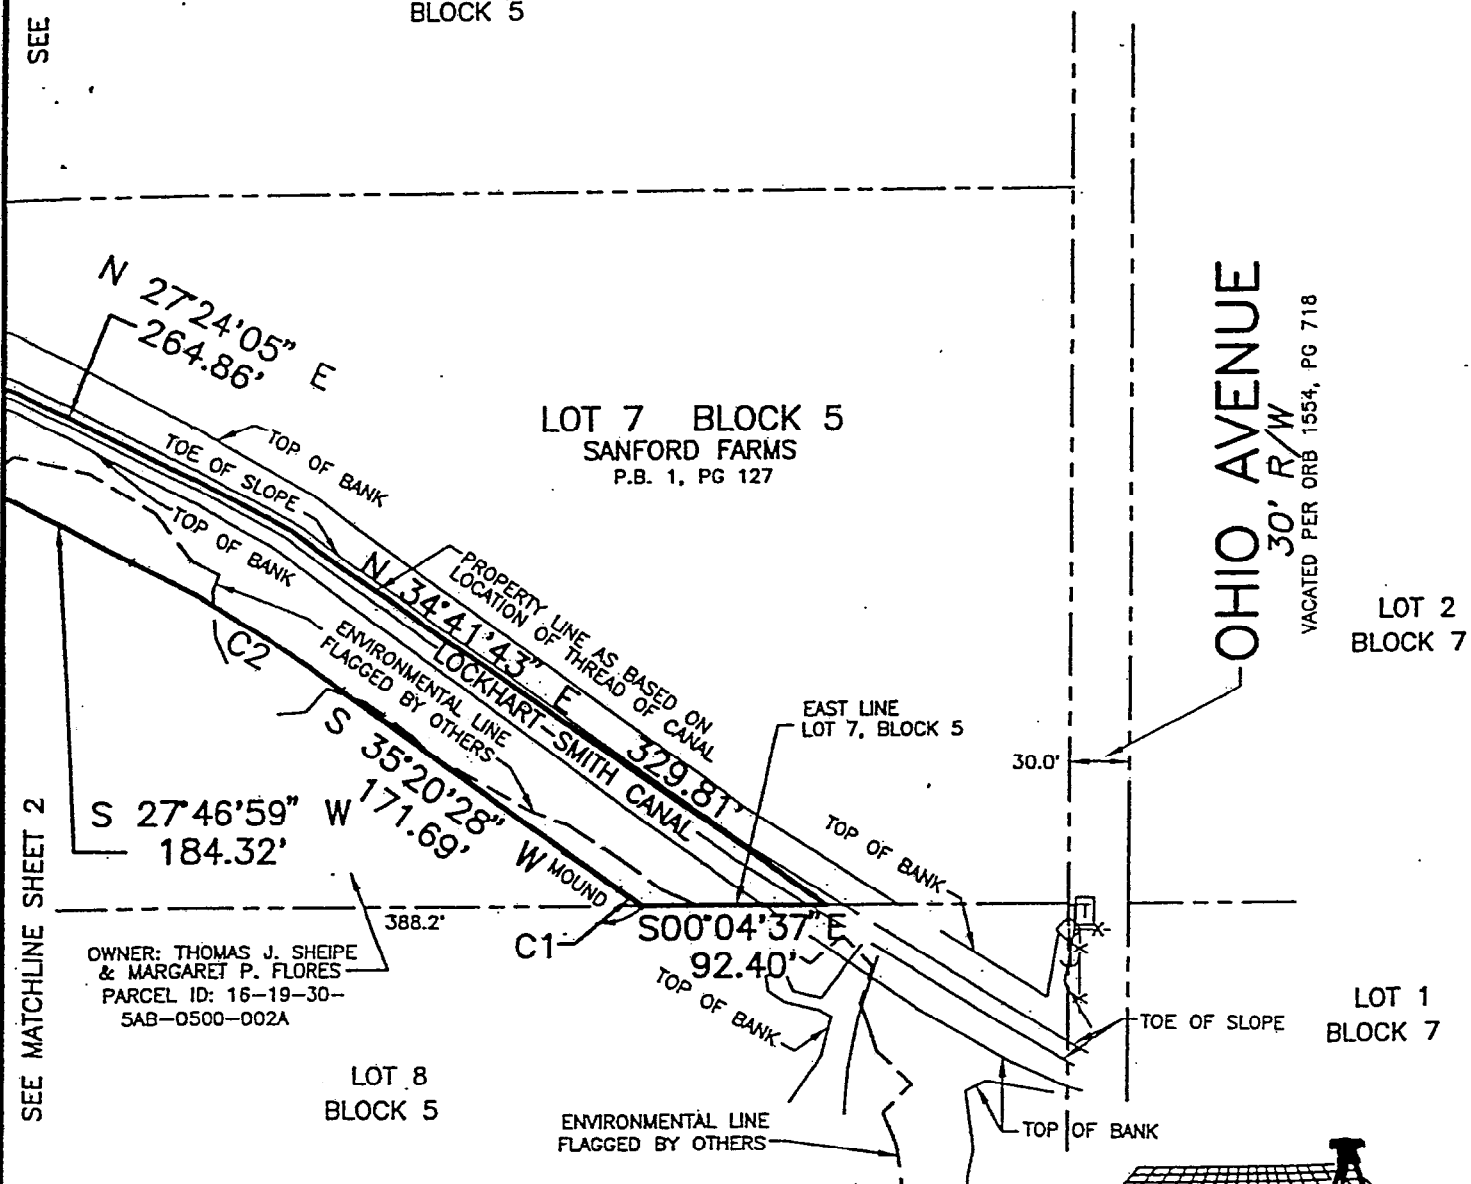 SEE
BLOCK 5
N 27°24'05" E
264.86'
TOP OF BANK
TOE OF SLOPE
TOP OF BANK
LOT 7 BLOCK 5
SANFORD FARMS
P.B. 1, PG 127
OHIO AVENUE
30' R/W
VACATED PER ORB 1554, PG 718
LOT 2
BLOCK 7
PROPERTY LINE AS BASED ON
LOCATION OF THREAD OF CANAL
N 34°41'43" E 329.81'
ENVIRONMENTAL LINE
FLAGGED BY OTHERS
LOCKHART-SMITH CANAL
C2
S 35°20'28" W
171.69'
EAST LINE
LOT 7, BLOCK 5
30.0'
S 27°46'59" W
184.32'
SEE MATCHLINE SHEET 2
MOUND
TOP OF BANK
388.2'
C1
S00°04'37"E
92.40'
OWNER: THOMAS J. SHEIPE
& MARGARET P. FLORES
PARCEL ID: 16-19-30-
5AB-0500-002A
TOP OF BANK
T
TOE OF SLOPE
LOT 1
BLOCK 7
LOT 8
BLOCK 5
ENVIRONMENTAL LINE
FLAGGED BY OTHERS
TOP OF BANK